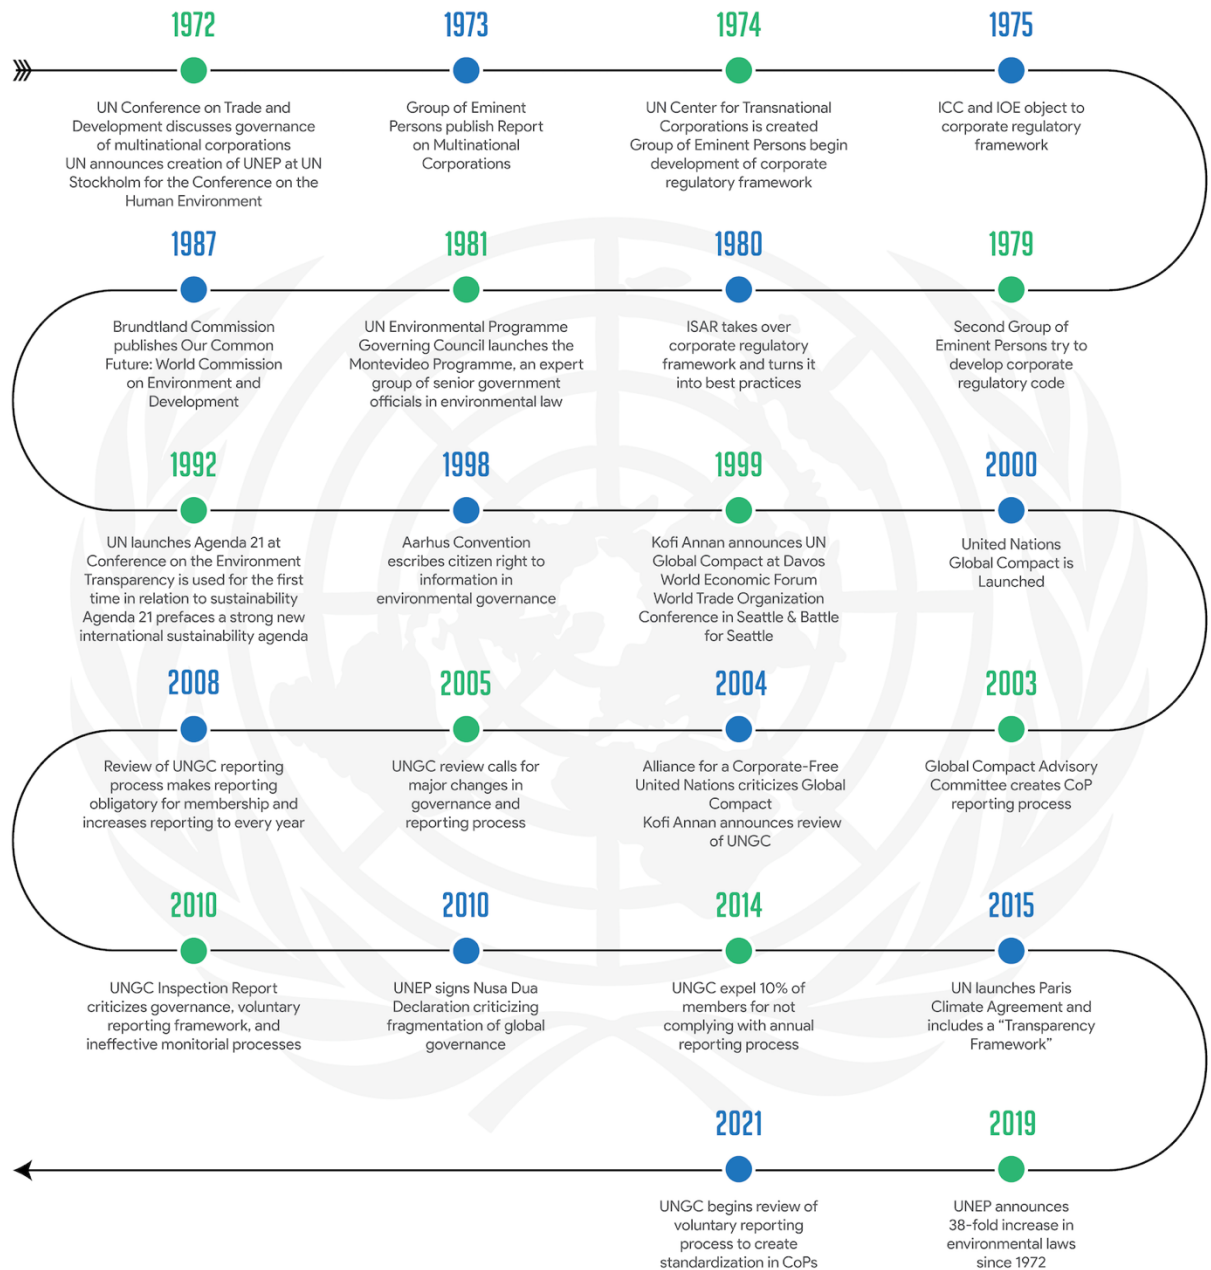 1972
UN Conference on Trade and
Development discusses governance
of multinational corporations
UN announces creation of UNEP at UN
Stockholm for the Conference on the
Human Environment
1973
Group of Eminent
Persons publish Report
on Multinational
Corporations
1974
UN Center for Transnational
Corporations is created
Group of Eminent Persons begin
development of corporate
regulatory framework
1975
ICC and IOE object to
corporate regulatory
framework
1979
Second Group of
Eminent Persons try to
develop corporate
regulatory code
1980
ISAR takes over
corporate regulatory
framework and turns it
into best practices
1981
UN Environmental Programme
Governing Council launches the
Montevideo Programme, an expert
group of senior government
officials in environmental law
1987
Brundtland Commission
publishes Our Common
Future: World Commission
on Environment and
Development
1992
UN launches Agenda 21 at
Conference on the Environment
Transparency is used for the first
time in relation to sustainability
Agenda 21 prefaces a strong new
international sustainability agenda
1998
Aarhus Convention
escribes citizen right to
information in
environmental governance
1999
Kofi Annan announces UN
Global Compact at Davos
World Economic Forum
World Trade Organization
Conference in Seattle & Battle
for Seattle
2000
United Nations
Global Compact is
Launched
2003
Global Compact Advisory
Committee creates CoP
reporting process
2004
Alliance for a Corporate-Free
United Nations criticizes Global
Compact
Kofi Annan announces review
of UNGC
2005
UNGC review calls for
major changes in
governance and
reporting process
2008
Review of UNGC reporting
process makes reporting
obligatory for membership and
increases reporting to every year
2010
UNGC Inspection Report
criticizes governance, voluntary
reporting framework, and
ineffective monitorial processes
2010
UNEP signs Nusa Dua
Declaration criticizing
fragmentation of global
governance
2014
UNGC expel 10% of
members for not
complying with annual
reporting process
2015
UN launches Paris
Climate Agreement and
includes a “Transparency
Framework”
2019
UNEP announces
38-fold increase in
environmental laws
since 1972
2021
UNGC begins review of
voluntary reporting
process to create
standardization in CoPs